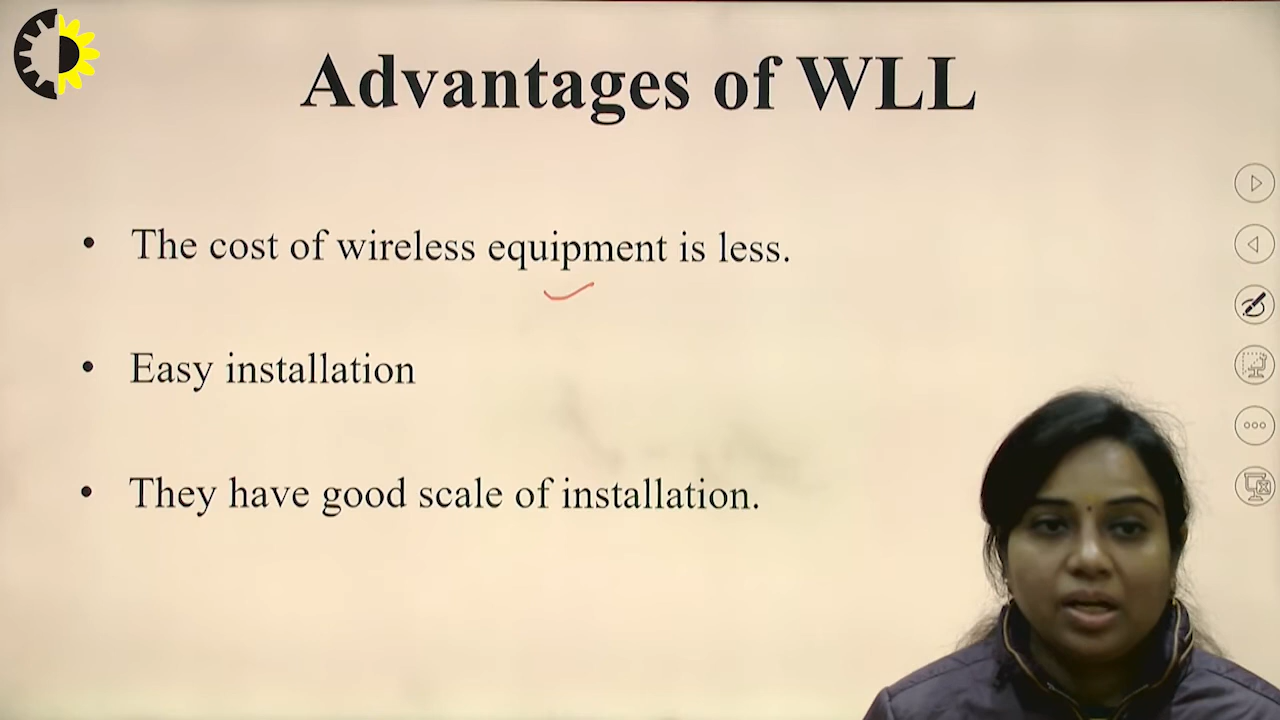 Advantages of WLL
• The cost of wireless equipment is less.
• Easy installation
• They have good scale of installation.